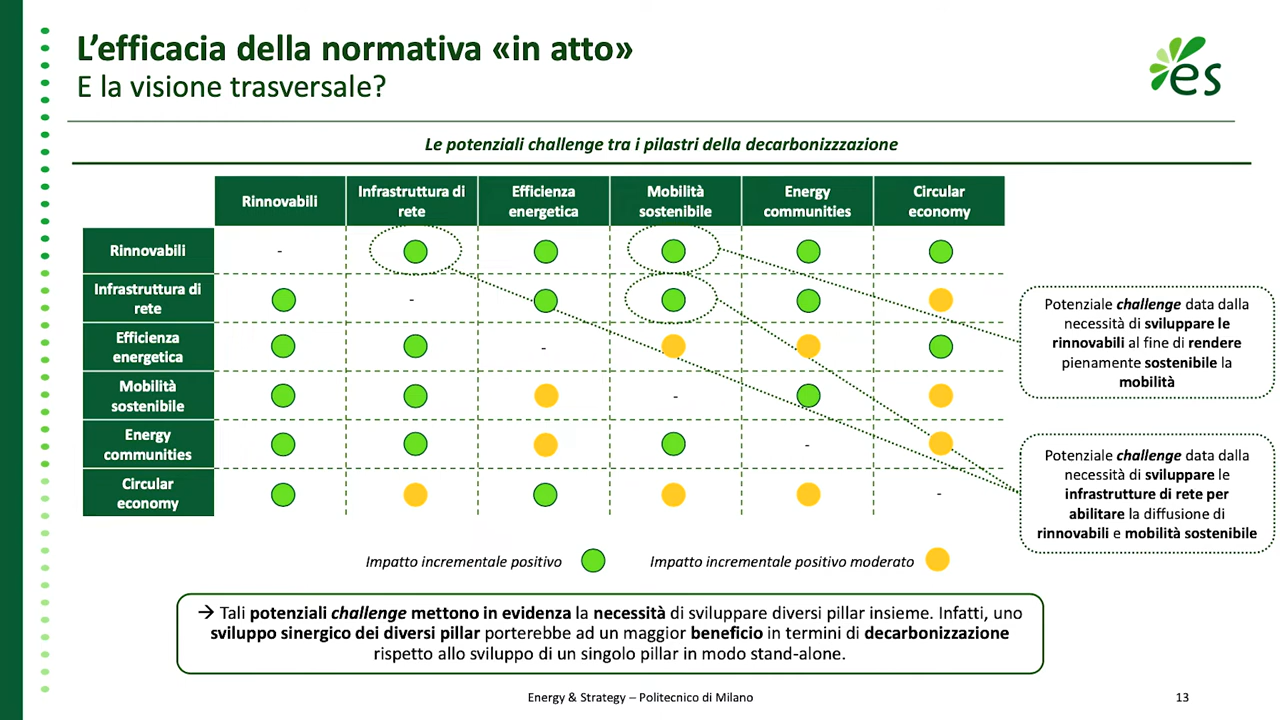 L’efficacia della normativa «in atto»
E la visione trasversale?
es
Le potenziali challenge tra i pilastri della decarbonizzzazione
Rinnovabili
Infrastruttura di
rete
Efficienza
energetica
Mobilità
sostenibile
Energy
communities
Circular
economy
Rinnovabili
-
Infrastruttura di
rete
-
Efficienza
energetica
-
Mobilità
sostenibile
-
Energy
communities
-
Circular
economy
-
Potenziale challenge data dalla
necessità di sviluppare le
rinnovabili al fine di rendere
pienamente sostenibile la
mobilità
Potenziale challenge data dalla
necessità di sviluppare le
infrastrutture di rete per
abilitare la diffusione di
rinnovabili e mobilità sostenibile
Impatto incrementale positivo
Impatto incrementale positivo moderato
→ Tali potenziali challenge mettono in evidenza la necessità di sviluppare diversi pillar insieme. Infatti, uno
sviluppo sinergico dei diversi pillar porterebbe ad un maggior beneficio in termini di decarbonizzazione
rispetto allo sviluppo di un singolo pillar in modo stand-alone.
Energy & Strategy – Politecnico di Milano
13